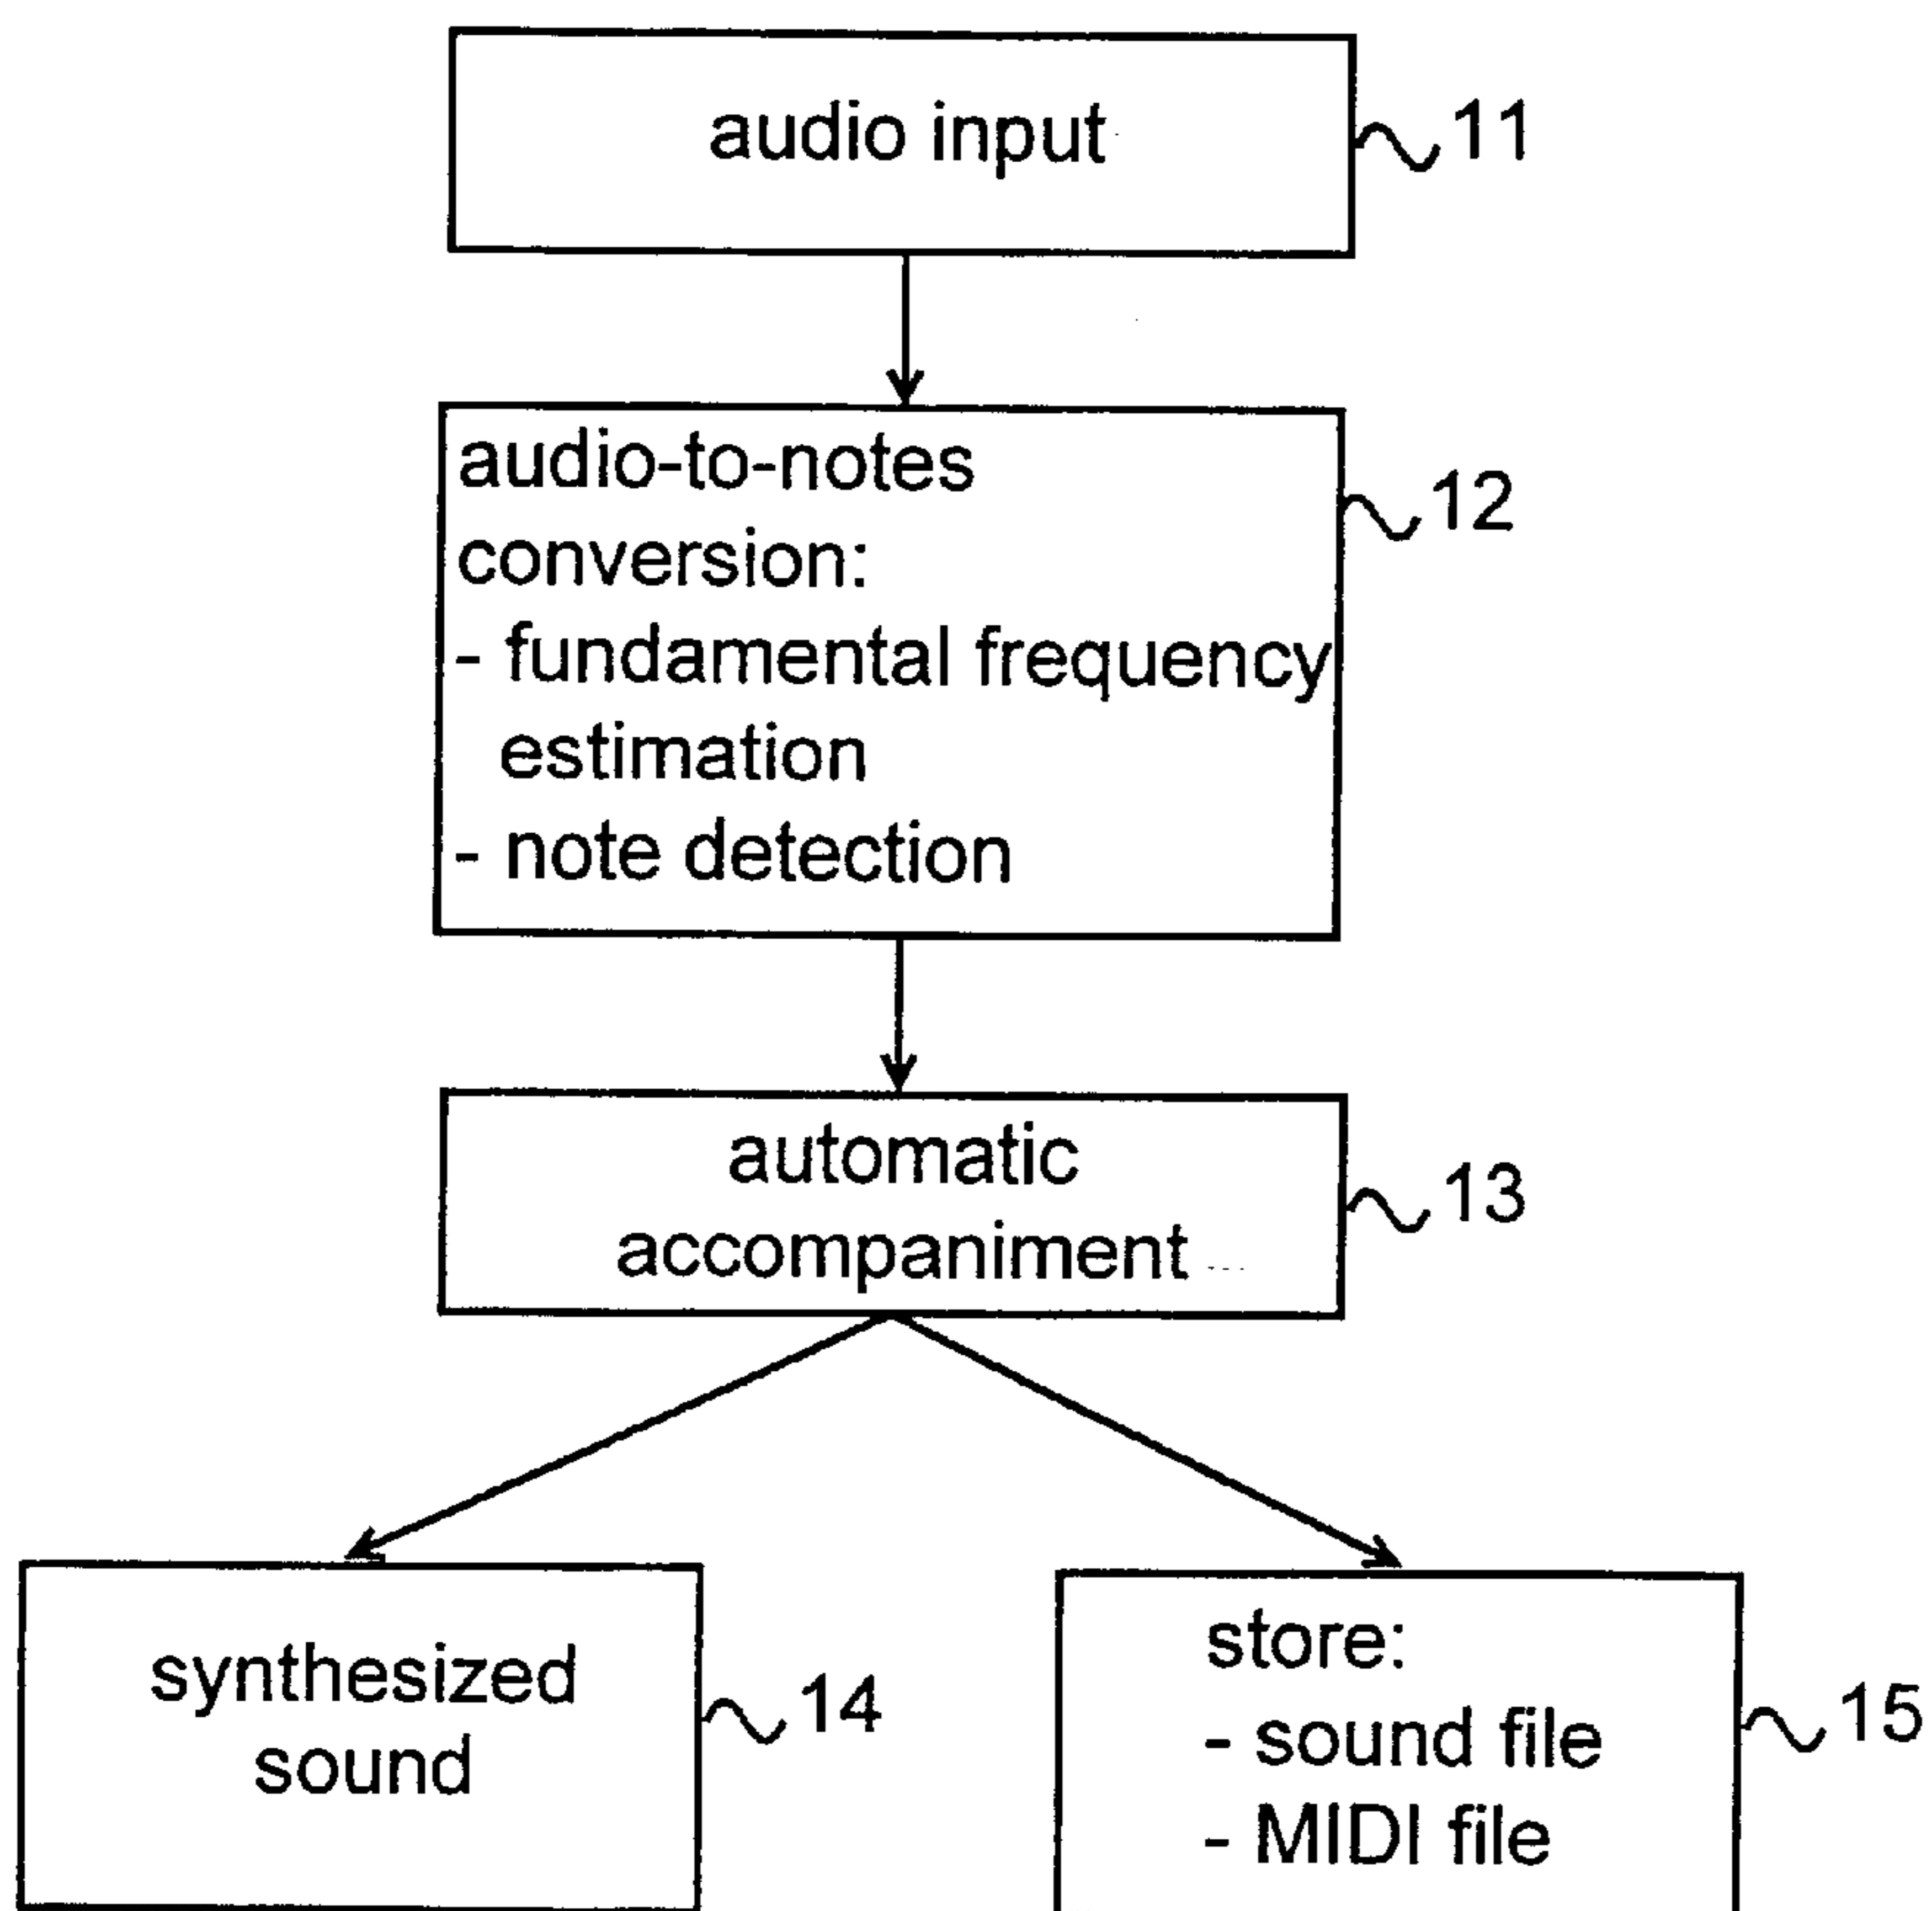 audio input
11
audio-to-notes
conversion:
- fundamental frequency
estimation
- note detection
12
automatic
accompaniment
13
synthesized
sound
14
store:
- sound file
- MIDI file
15